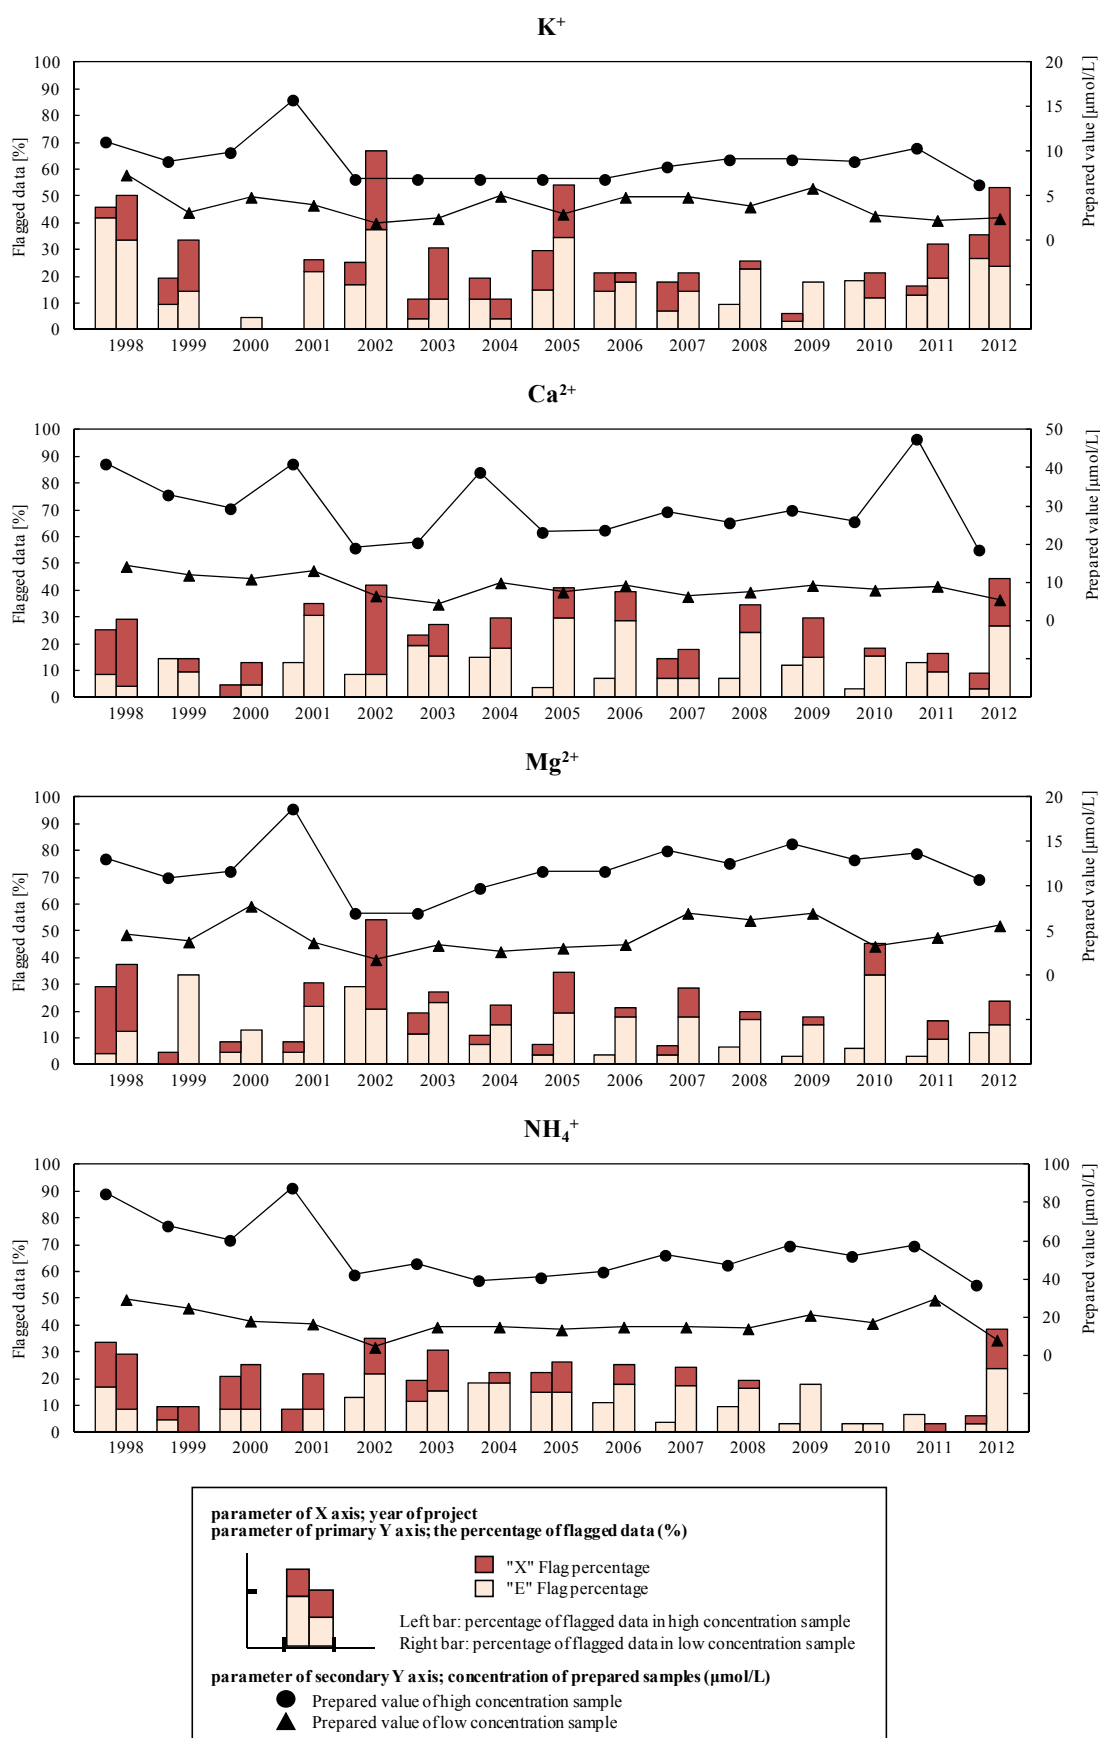 K⁺
Flagged data [%]
100
90
80
70
60
50
40
30
20
10
0
20
15
10
5
0
Prepared value [µmol/L]
1998 1999 2000 2001 2002 2003 2004 2005 2006 2007 2008 2009 2010 2011 2012
Ca²⁺
Flagged data [%]
100
90
80
70
60
50
40
30
20
10
0
50
40
30
20
10
0
Prepared value [µmol/L]
1998 1999 2000 2001 2002 2003 2004 2005 2006 2007 2008 2009 2010 2011 2012
Mg²⁺
Flagged data [%]
100
90
80
70
60
50
40
30
20
10
0
20
15
10
5
0
Prepared value [µmol/L]
1998 1999 2000 2001 2002 2003 2004 2005 2006 2007 2008 2009 2010 2011 2012
NH₄⁺
Flagged data [%]
100
90
80
70
60
50
40
30
20
10
0
100
80
60
40
20
0
Prepared value [µmol/L]
1998 1999 2000 2001 2002 2003 2004 2005 2006 2007 2008 2009 2010 2011 2012
parameter of X axis; year of project
parameter of primary Y axis; the percentage of flagged data (%)
"X" Flag percentage
"E" Flag percentage
Left bar: percentage of flagged data in high concentration sample
Right bar: percentage of flagged data in low concentration sample
parameter of secondary Y axis; concentration of prepared samples (µmol/L)
Prepared value of high concentration sample
Prepared value of low concentration sample